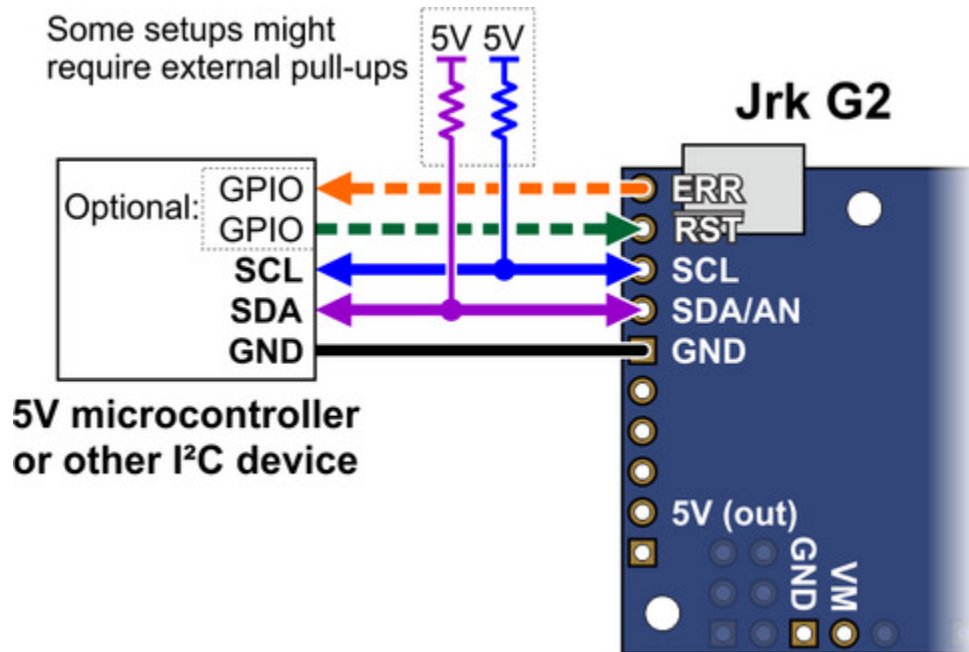 Some setups might
require external pull-ups
5V 5V
Jrk G2
Optional:
GPIO
GPIO
SCL
SDA
GND
5V microcontroller
or other I²C device
ERR
R̅S̅T̅
SCL
SDA/AN
GND
5V (out)
GND
VM